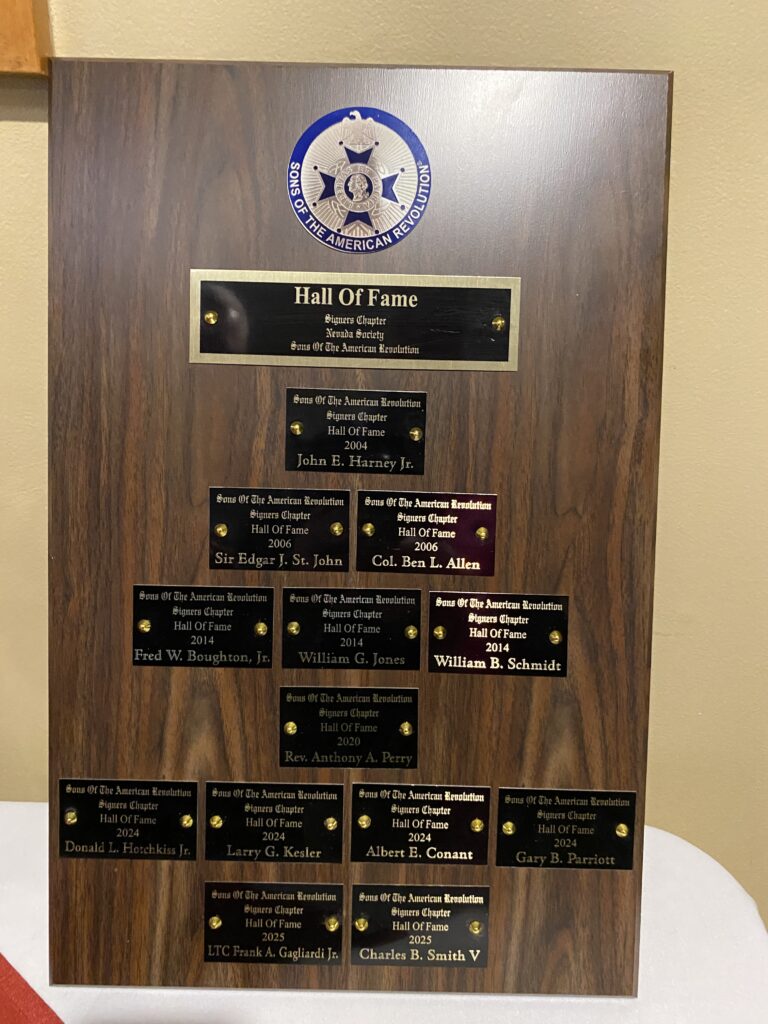 SONS OF THE AMERICAN REVOLUTION
Hall Of Fame
Signers Chapter
Nevada Society
Sons Of The American Revolution
Sons Of The American Revolution
Signers Chapter
Hall Of Fame
2004
John E. Harney Jr.
Sons Of The American Revolution
Signers Chapter
Hall Of Fame
2006
Sir Edgar J. St. John
Sons Of The American Revolution
Signers Chapter
Hall Of Fame
2006
Col. Ben L. Allen
Sons Of The American Revolution
Signers Chapter
Hall Of Fame
2014
Fred W. Boughton, Jr.
Sons Of The American Revolution
Signers Chapter
Hall Of Fame
2014
William G. Jones
Sons Of The American Revolution
Signers Chapter
Hall Of Fame
2014
William B. Schmidt
Sons Of The American Revolution
Signers Chapter
Hall Of Fame
2020
Rev. Anthony A. Perry
Sons Of The American Revolution
Signers Chapter
Hall Of Fame
2024
Donald L. Hotchkiss Jr.
Sons Of The American Revolution
Signers Chapter
Hall Of Fame
2024
Larry G. Kesler
Sons Of The American Revolution
Signers Chapter
Hall Of Fame
2024
Albert E. Conant
Sons Of The American Revolution
Signers Chapter
Hall Of Fame
2024
Gary B. Parriott
Sons Of The American Revolution
Signers Chapter
Hall Of Fame
2025
LTC Frank A. Gagliardi Jr.
Sons Of The American Revolution
Signers Chapter
Hall Of Fame
2025
Charles B. Smith V